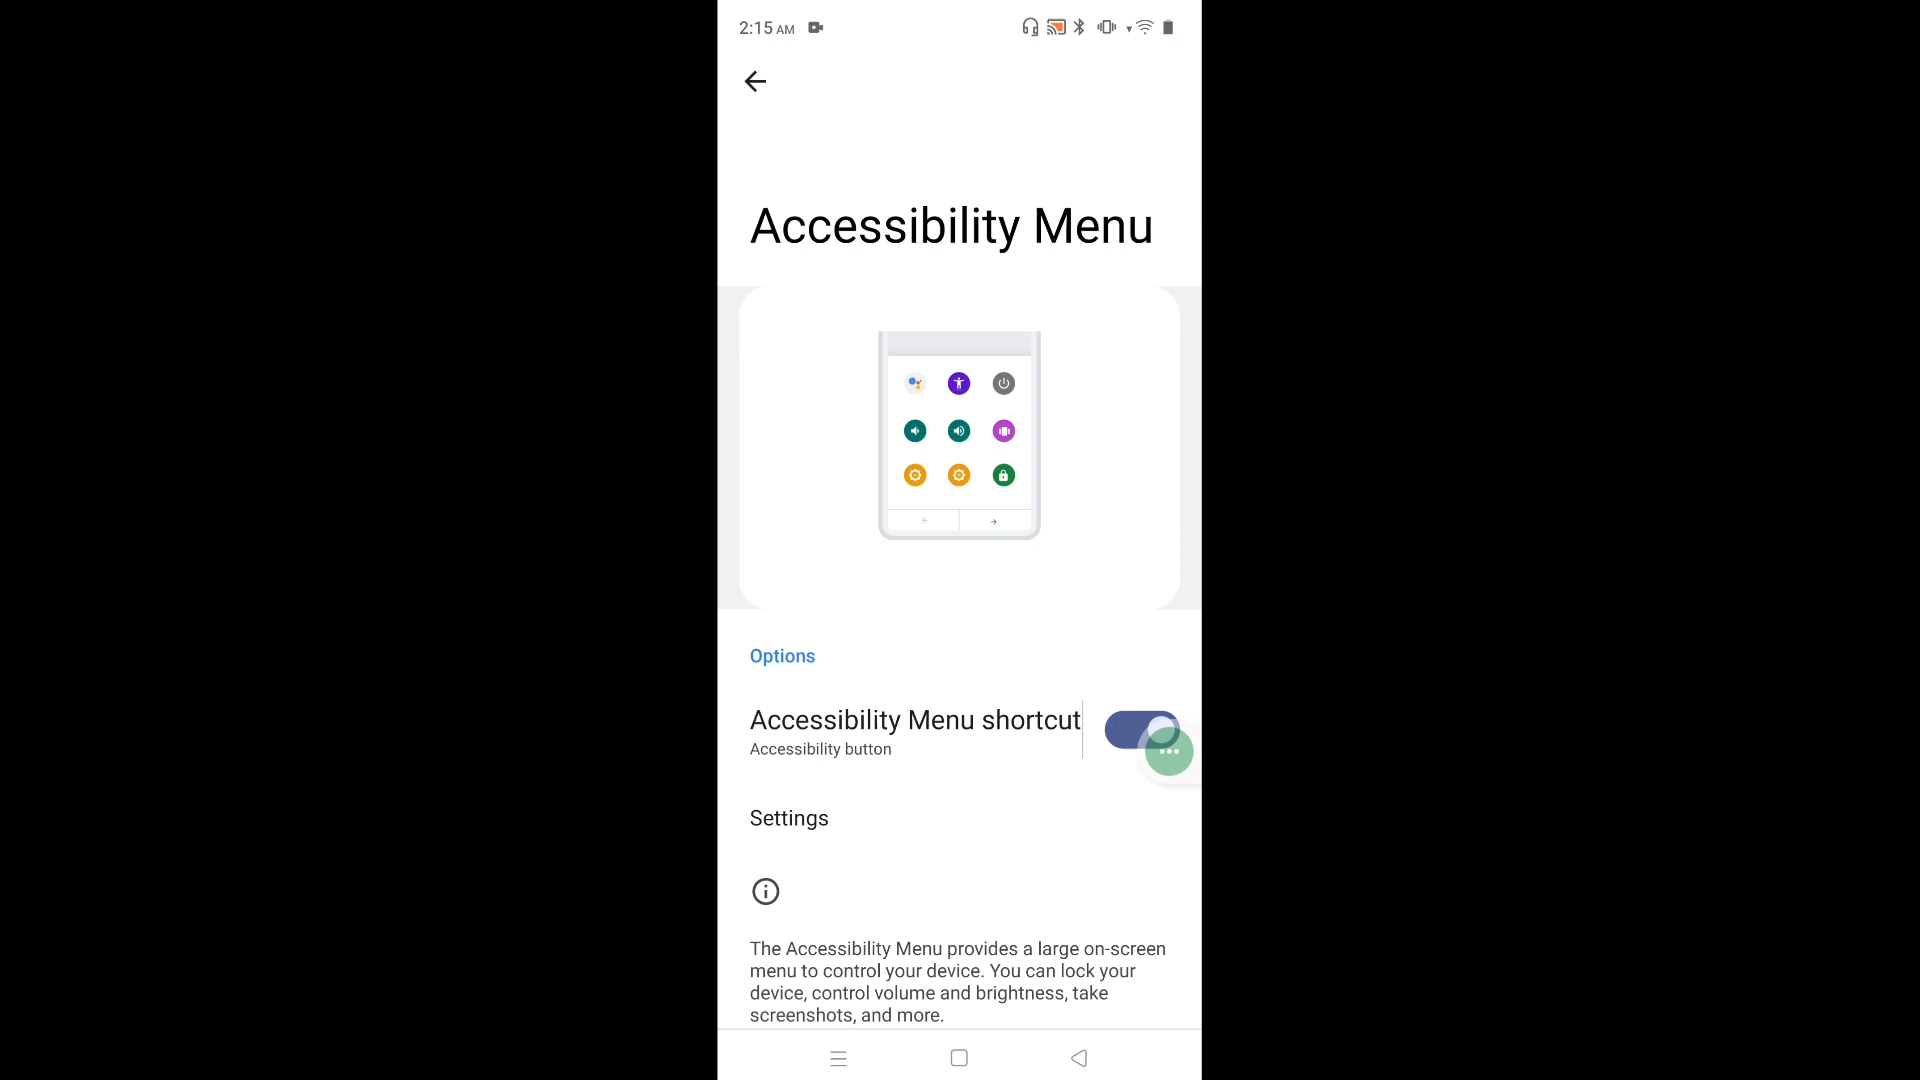 2:15 AM
Accessibility Menu
Options
Accessibility Menu shortcut
Accessibility button
Settings
The Accessibility Menu provides a large on-screen
menu to control your device. You can lock your
device, control volume and brightness, take
screenshots, and more.